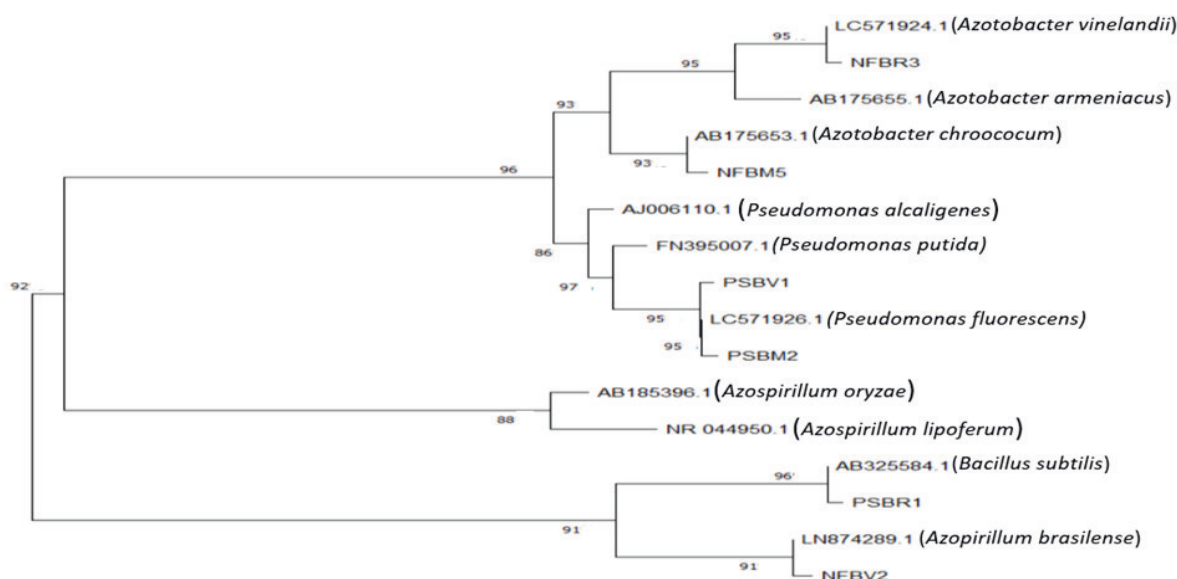 95
LC571924.1 (Azotobacter vinelandii)
NFBR3
95
AB175655.1 (Azotobacter armeniacus)
93
AB175653.1 (Azotobacter chroococum)
93
NFBM5
96
AJ006110.1 (Pseudomonas alcaligenes)
86
FN395007.1 (Pseudomonas putida)
97
PSBV1
95
LC571926.1 (Pseudomonas fluorescens)
95
PSBM2
92
AB185396.1 (Azospirillum oryzae)
88
NR 044950.1 (Azospirillum lipoferum)
AB325584.1 (Bacillus subtilis)
96
PSBR1
91
LN874289.1 (Azopirillum brasilense)
91
NFBV2